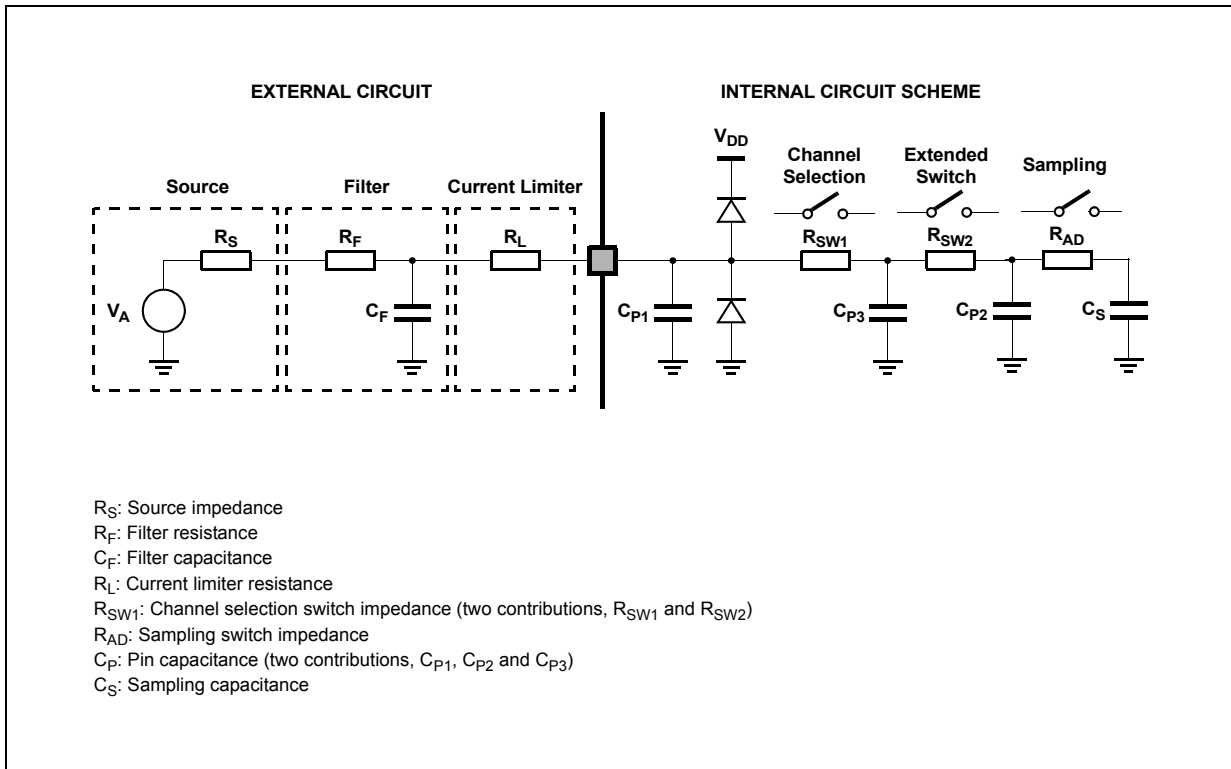 EXTERNAL CIRCUIT
INTERNAL CIRCUIT SCHEME
VDD
Channel
Selection
Extended
Switch
Sampling
Source
Filter
Current Limiter
RS
RF
RL
RSW1
RSW2
RAD
VA
CF
CP1
CP3
CP2
CS
RS: Source impedance
RF: Filter resistance
CF: Filter capacitance
RL: Current limiter resistance
RSW1: Channel selection switch impedance (two contributions, RSW1 and RSW2)
RAD: Sampling switch impedance
CP: Pin capacitance (two contributions, CP1, CP2 and CP3)
CS: Sampling capacitance